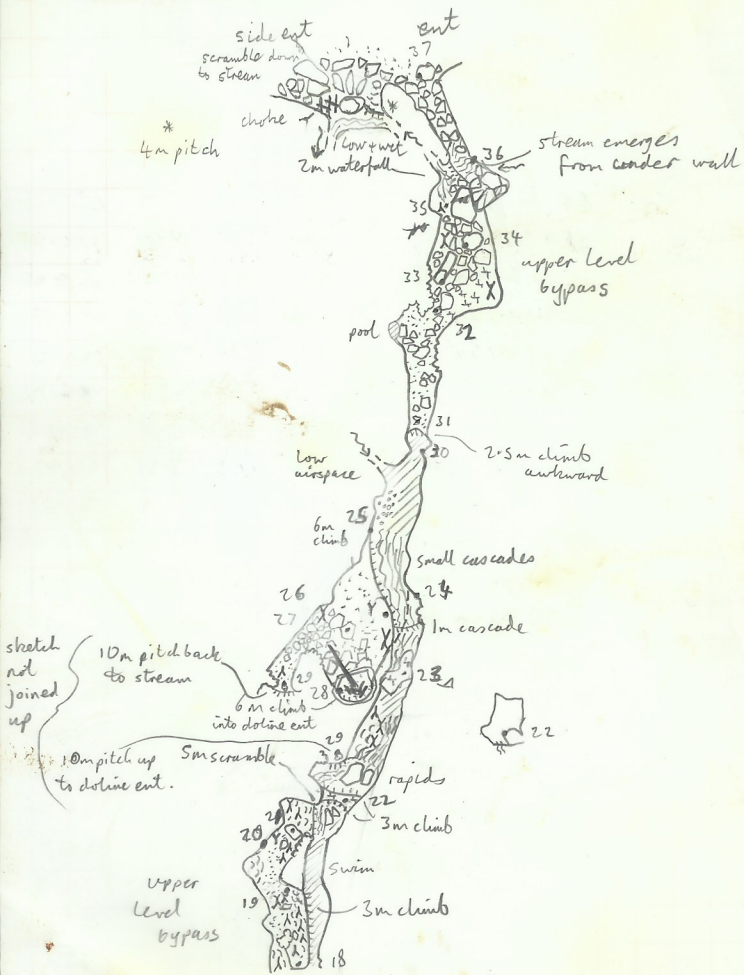 side ent
scramble down
to stream
ent
37
choke
*
4m pitch
*
low + wet
2m waterfall
36
stream emerges
from under wall
35
34
33
upper level
bypass
32
pool
31
30
2.5m climb
awkward
low
airspace
25
6m
climb
small cascades
24
1m cascade
26
27
sketch
not
joined
up
10m pitch back
to stream
29
28
23
6m climb
into doline ent
22
29
10m pitch up
to doline ent.
5m scramble
rapids
22
3m climb
20
swim
upper
level
bypass
19
3m climb
18